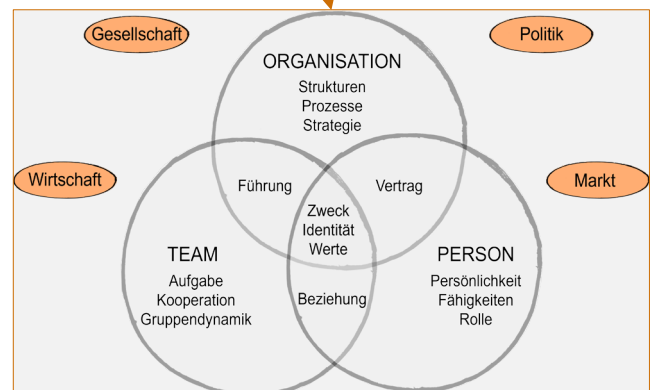 Gesellschaft
Politik
ORGANISATION
Strukturen
Prozesse
Strategie
Wirtschaft
Markt
Führung
Vertrag
Zweck
Identität
Werte
TEAM
Aufgabe
Kooperation
Gruppendynamik
Beziehung
PERSON
Persönlichkeit
Fähigkeiten
Rolle